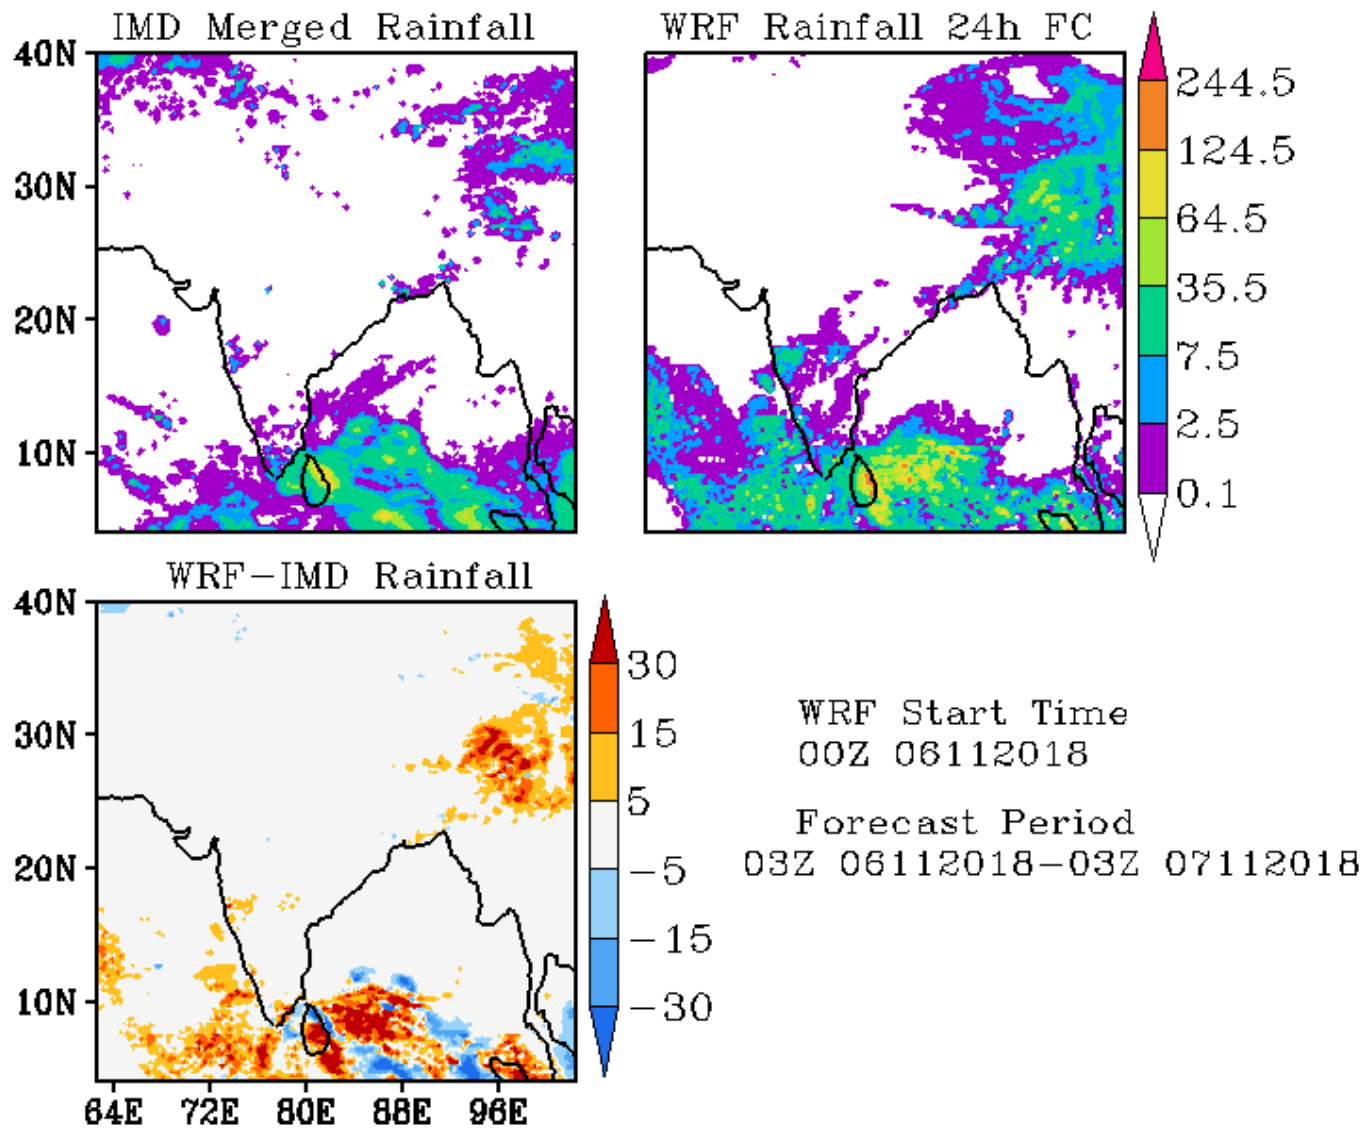 IMD Merged Rainfall
WRF Rainfall 24h FC
40N
30N
20N
10N
244.5
124.5
64.5
35.5
7.5
2.5
0.1
WRF-IMD Rainfall
40N
30N
20N
10N
64E 72E 80E 88E 96E
30
15
5
-5
-15
-30
WRF Start Time
00Z 06112018
Forecast Period
03Z 06112018-03Z 07112018